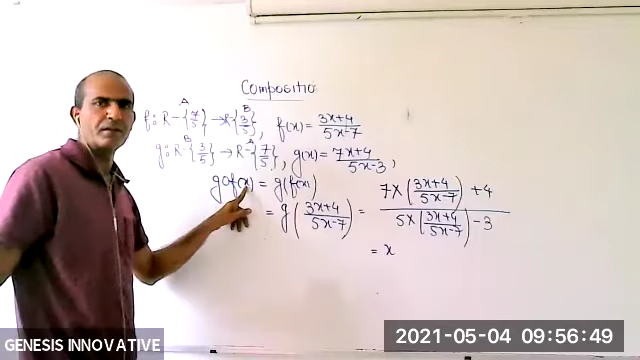 Compositio
f: R-{7/5} → R-{3/5}, f(x) = 3x+4/5x-7
A B
g: R-{3/5} → R-{7/5}, g(x) = 7x+4/5x-3,
B A
gof(x) = g(f(x)
= g(3x+4/5x-7) = 7×(3x+4/5x-7)+4 / 5×(3x+4/5x-7)-3
= x
GENESIS INNOVATIVE
2021-05-04 09:56:49